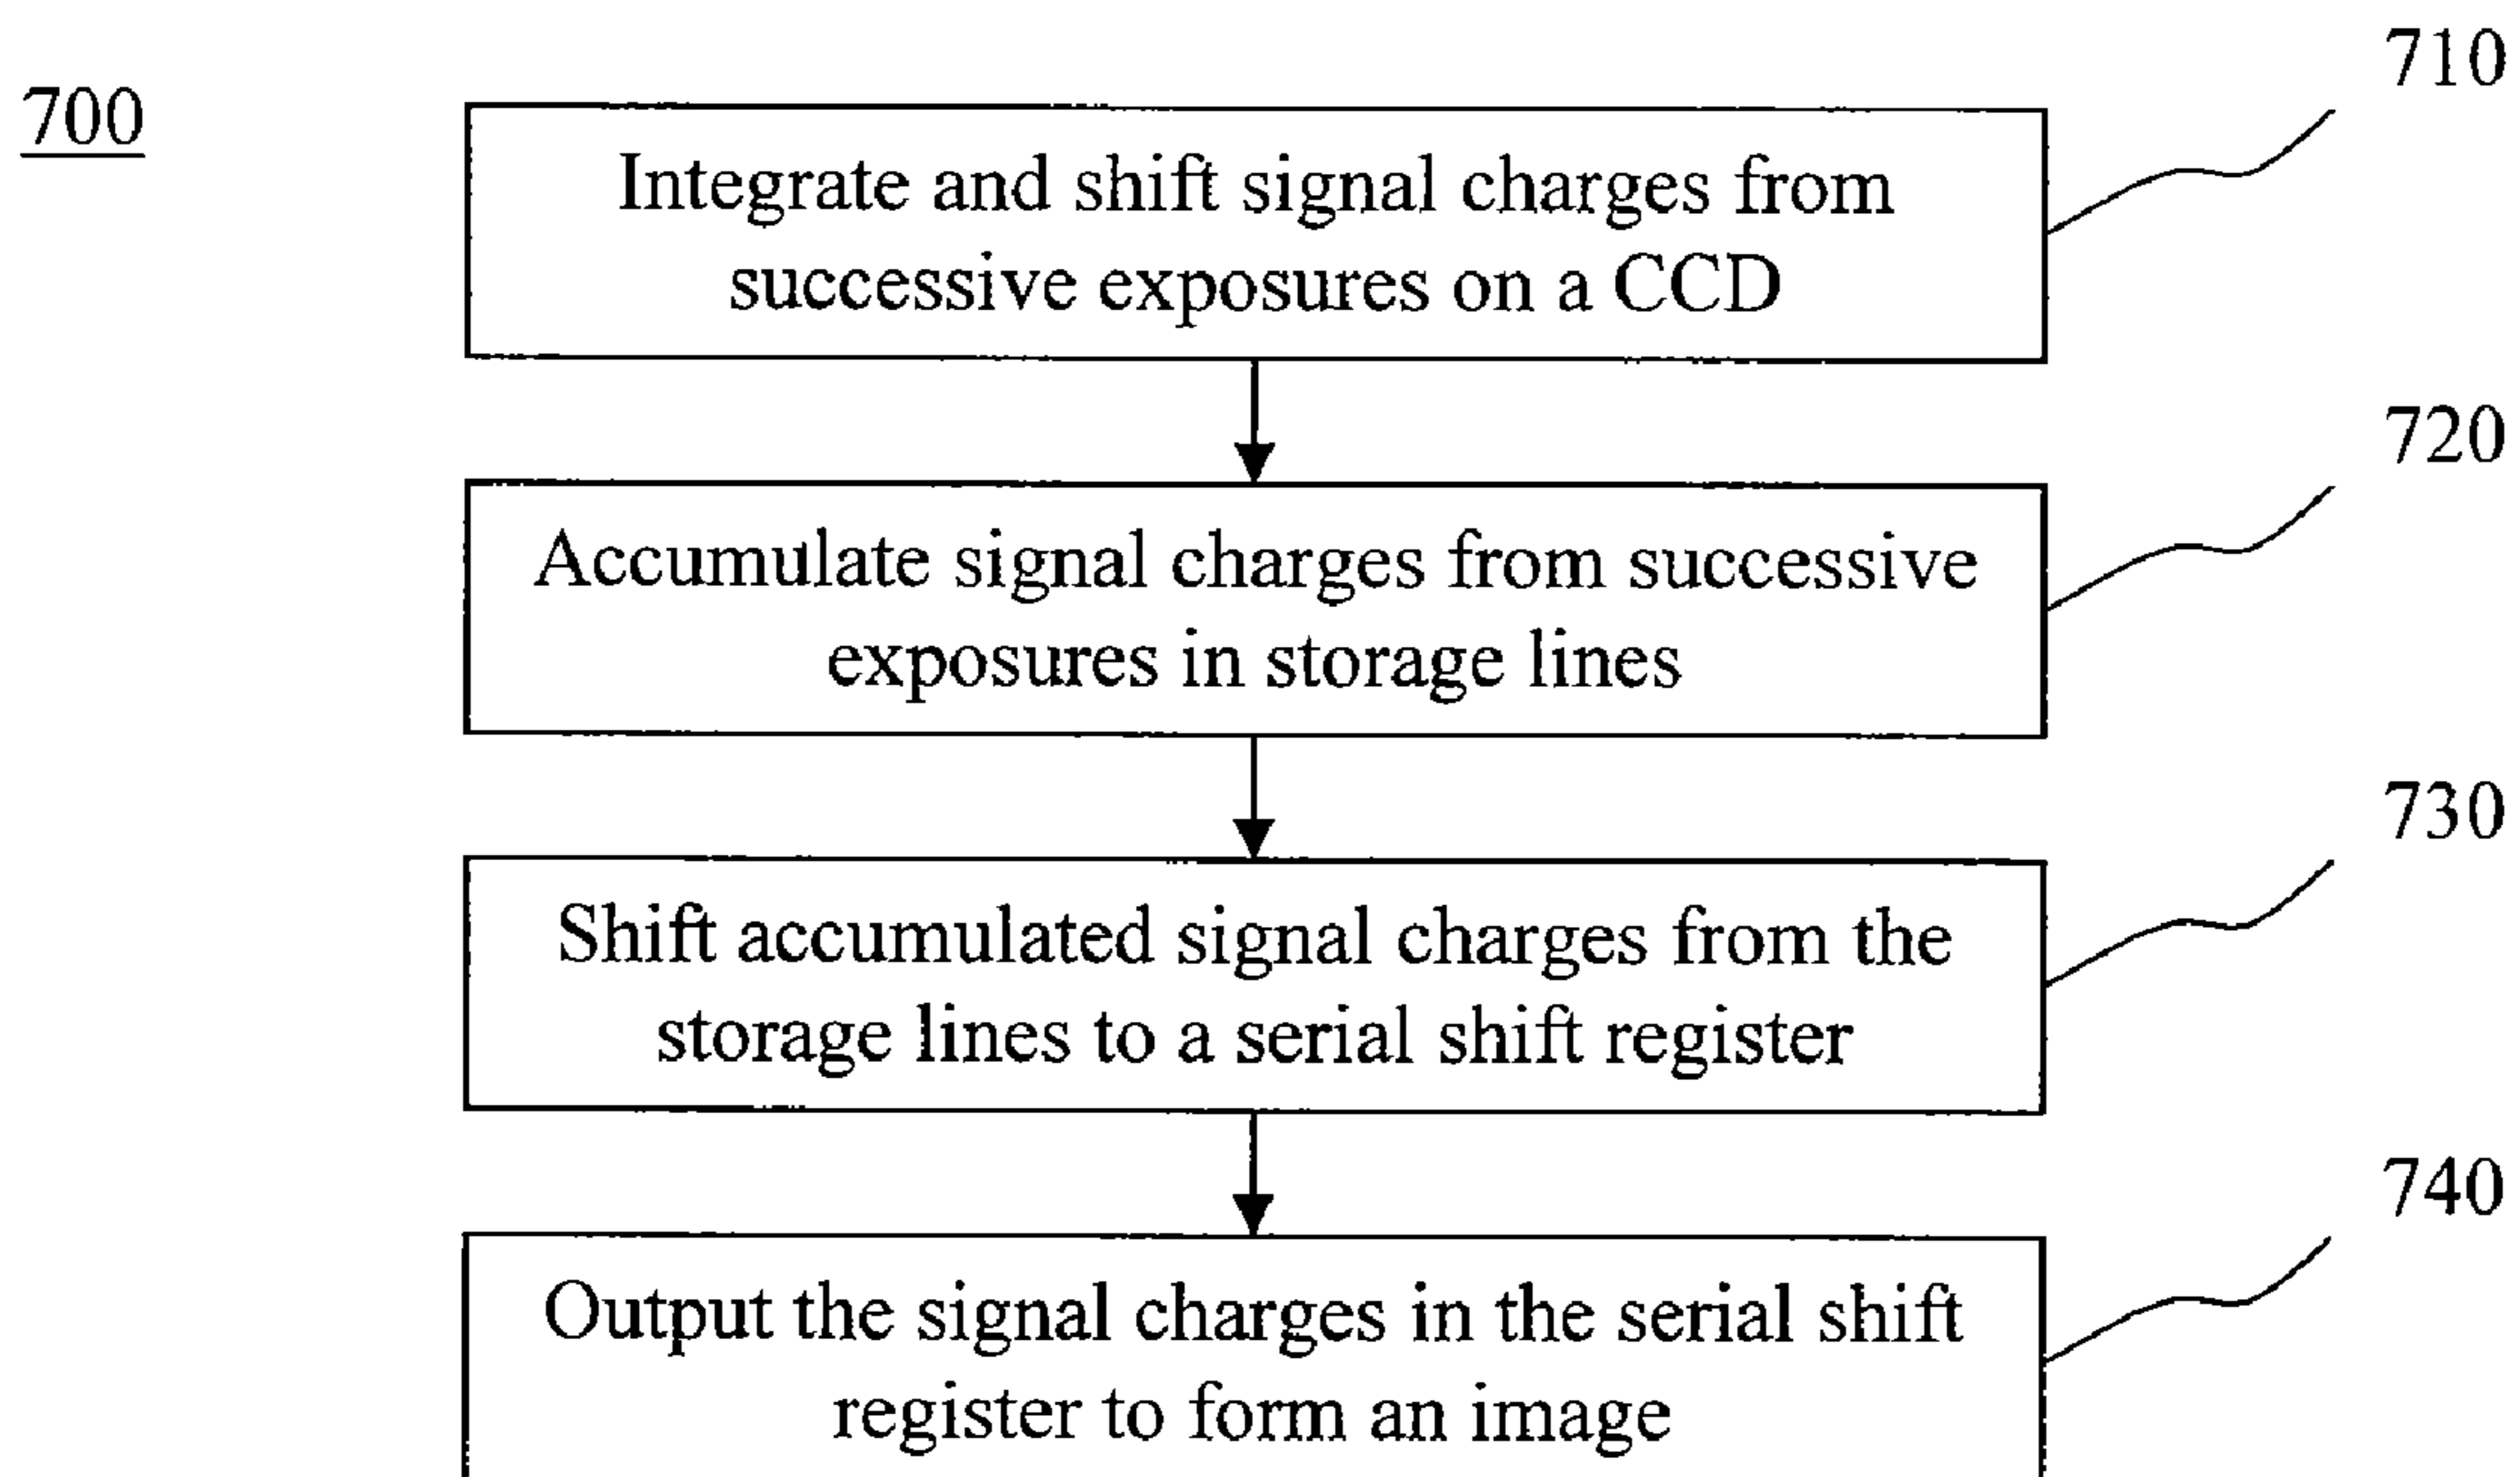 700
710
Integrate and shift signal charges from
successive exposures on a CCD
720
Accumulate signal charges from successive
exposures in storage lines
730
Shift accumulated signal charges from the
storage lines to a serial shift register
740
Output the signal charges in the serial shift
register to form an image